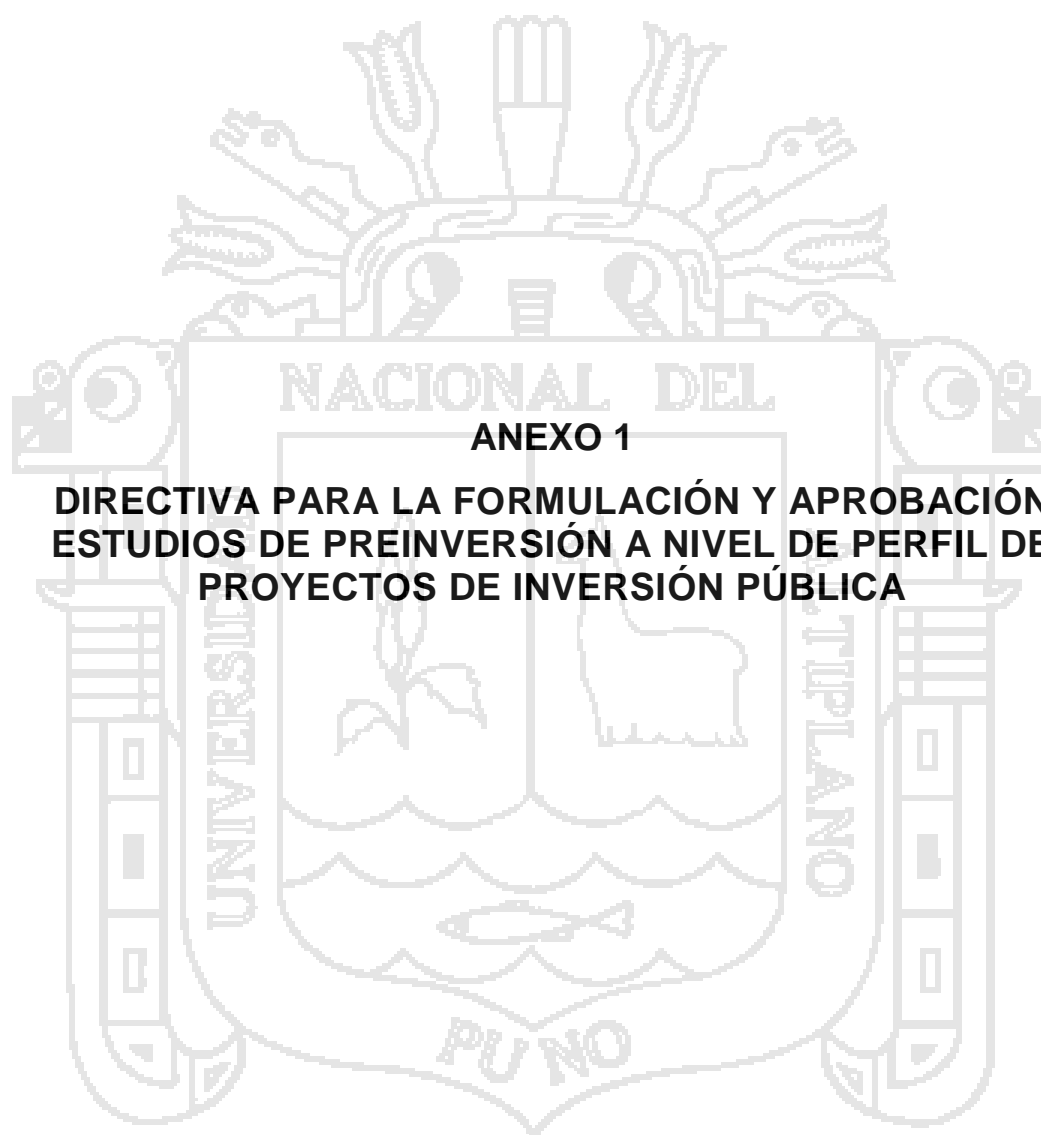 NACIONAL DEL
ANEXO 1
DIRECTIVA PARA LA FORMULACIÓN Y APROBACIÓN
ESTUDIOS DE PREINVERSIÓN A NIVEL DE PERFIL DE
PROYECTOS DE INVERSIÓN PÚBLICA
UNIVERSIDAD
ALTIPLANO
PUNO